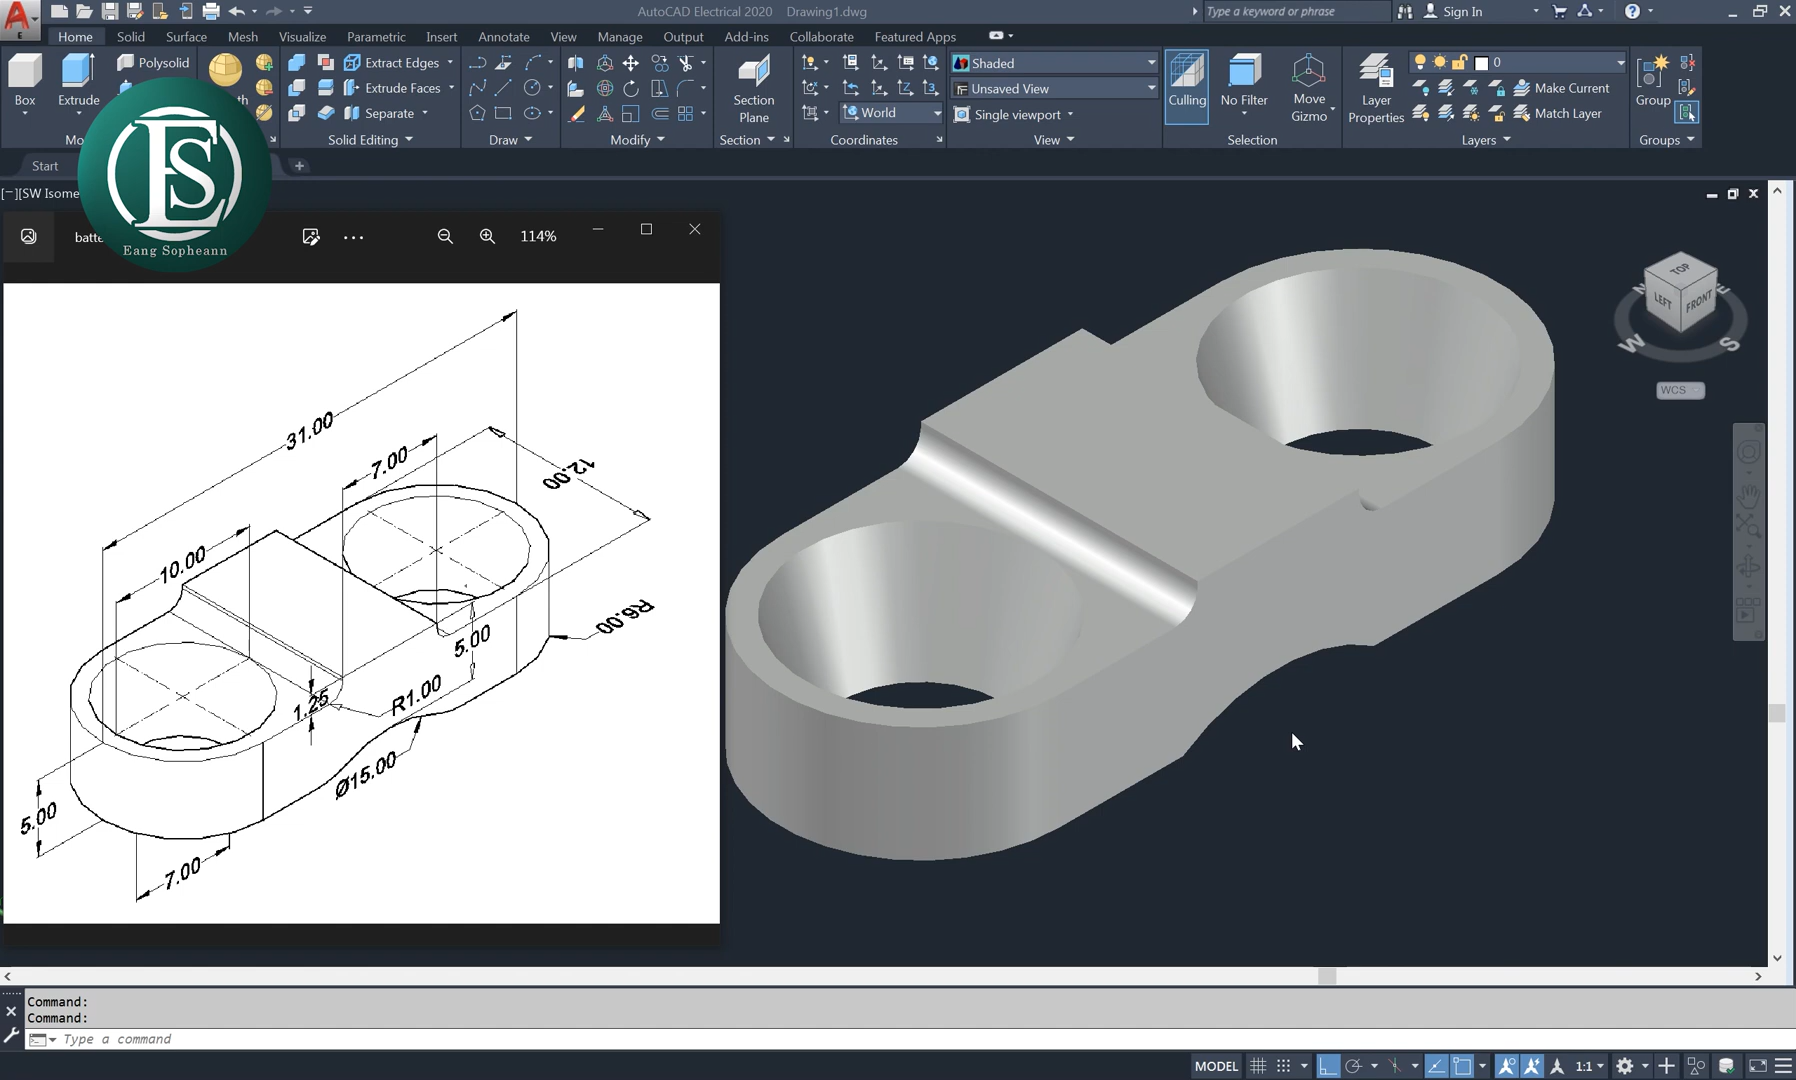 AutoCAD Electrical 2020 Drawing1.dwg
Type a keyword or phrase
Sign In
Home Solid Surface Mesh Visualize Parametric Insert Annotate View Manage Output Add-ins Collaborate Featured Apps
Box
Extrude
Polysolid
Extract Edges
Extrude Faces
Separate
Solid Editing
Draw
Modify
Section
Plane
Section
World
Coordinates
Shaded
Unsaved View
Single viewport
View
Culling
No Filter
Move
Gizmo
Selection
Layer
Properties
0
Make Current
Match Layer
Layers
Group
Groups
Start
[−][SW Isome
ES
Eang Sopheann
batte
114%
31.00
7.00
12.00
10.00
R6.00
5.00
1.25
R1.00
Ø15.00
5.00
7.00
TOP
LEFT
FRONT
N
E
W
S
WCS
Command:
Command:
Type a command
MODEL
1:1